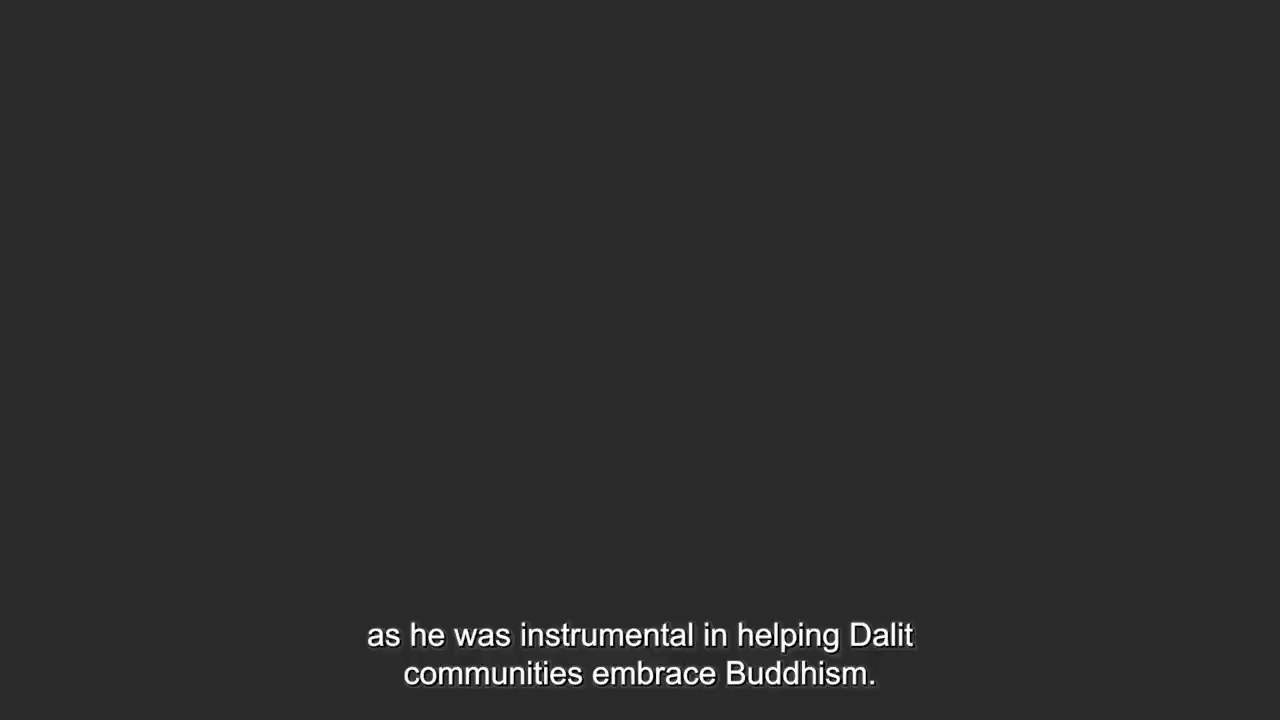 as he was instrumental in helping Dalit
communities embrace Buddhism.